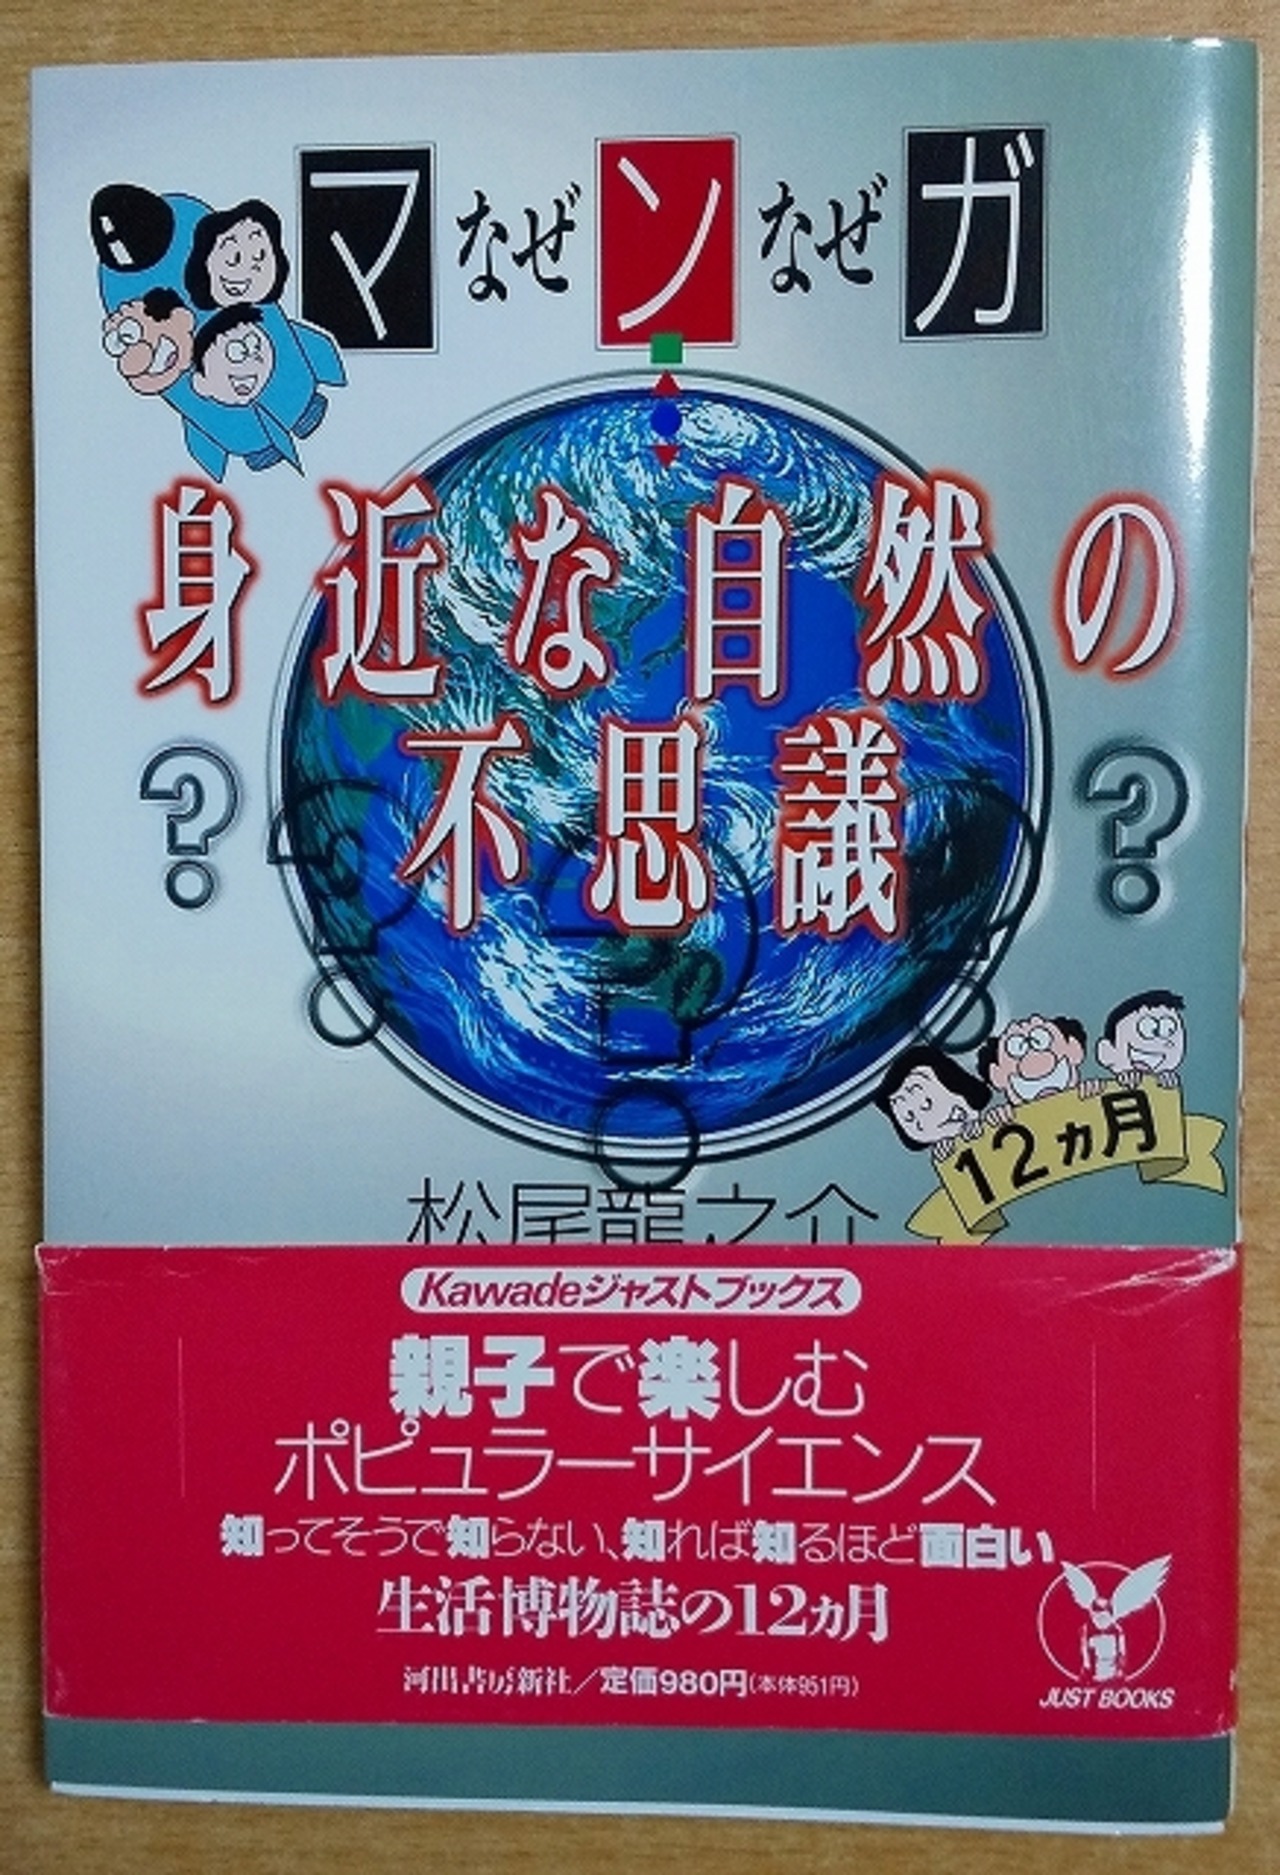 マなぜンなぜガ
身近な自然の
不思議
12ヵ月
松尾龍之介
Kawadeジャストブックス
親子で楽しむ
ポピュラーサイエンス
知ってそうで知らない、知れば知るほど面白い
生活博物誌の12ヵ月
河出書房新社／定価980円(本体951円)
JUST BOOKS